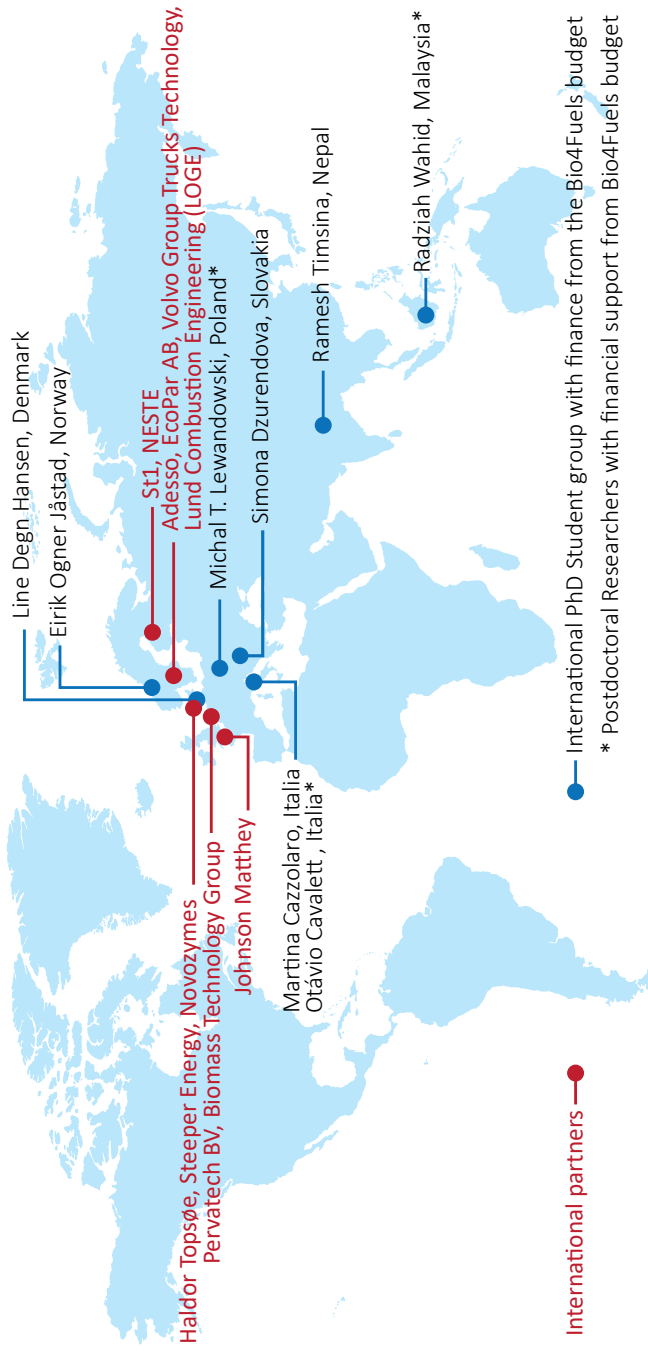 Line Degn Hansen, Denmark
Eirik Ogner Jåstad, Norway
St1, NESTE
Adesso, EcoPar AB, Volvo Group Trucks Technology,
Lund Combustion Engineering (LOGE)
Michal T. Lewandowski, Poland*
Simona Dzurendova, Slovakia
Ramesh Timsina, Nepal
Radziah Wahid, Malaysia*
Haldor Topsøe, Steeper Energy, Novozymes
Pervatech BV, Biomass Technology Group
Johnson Matthey
Martina Cazzolaro, Italia
Otávio Cavalett , Italia*
International partners
International PhD Student group with finance from the Bio4Fuels budget
* Postdoctoral Researchers with financial support from Bio4Fuels budget